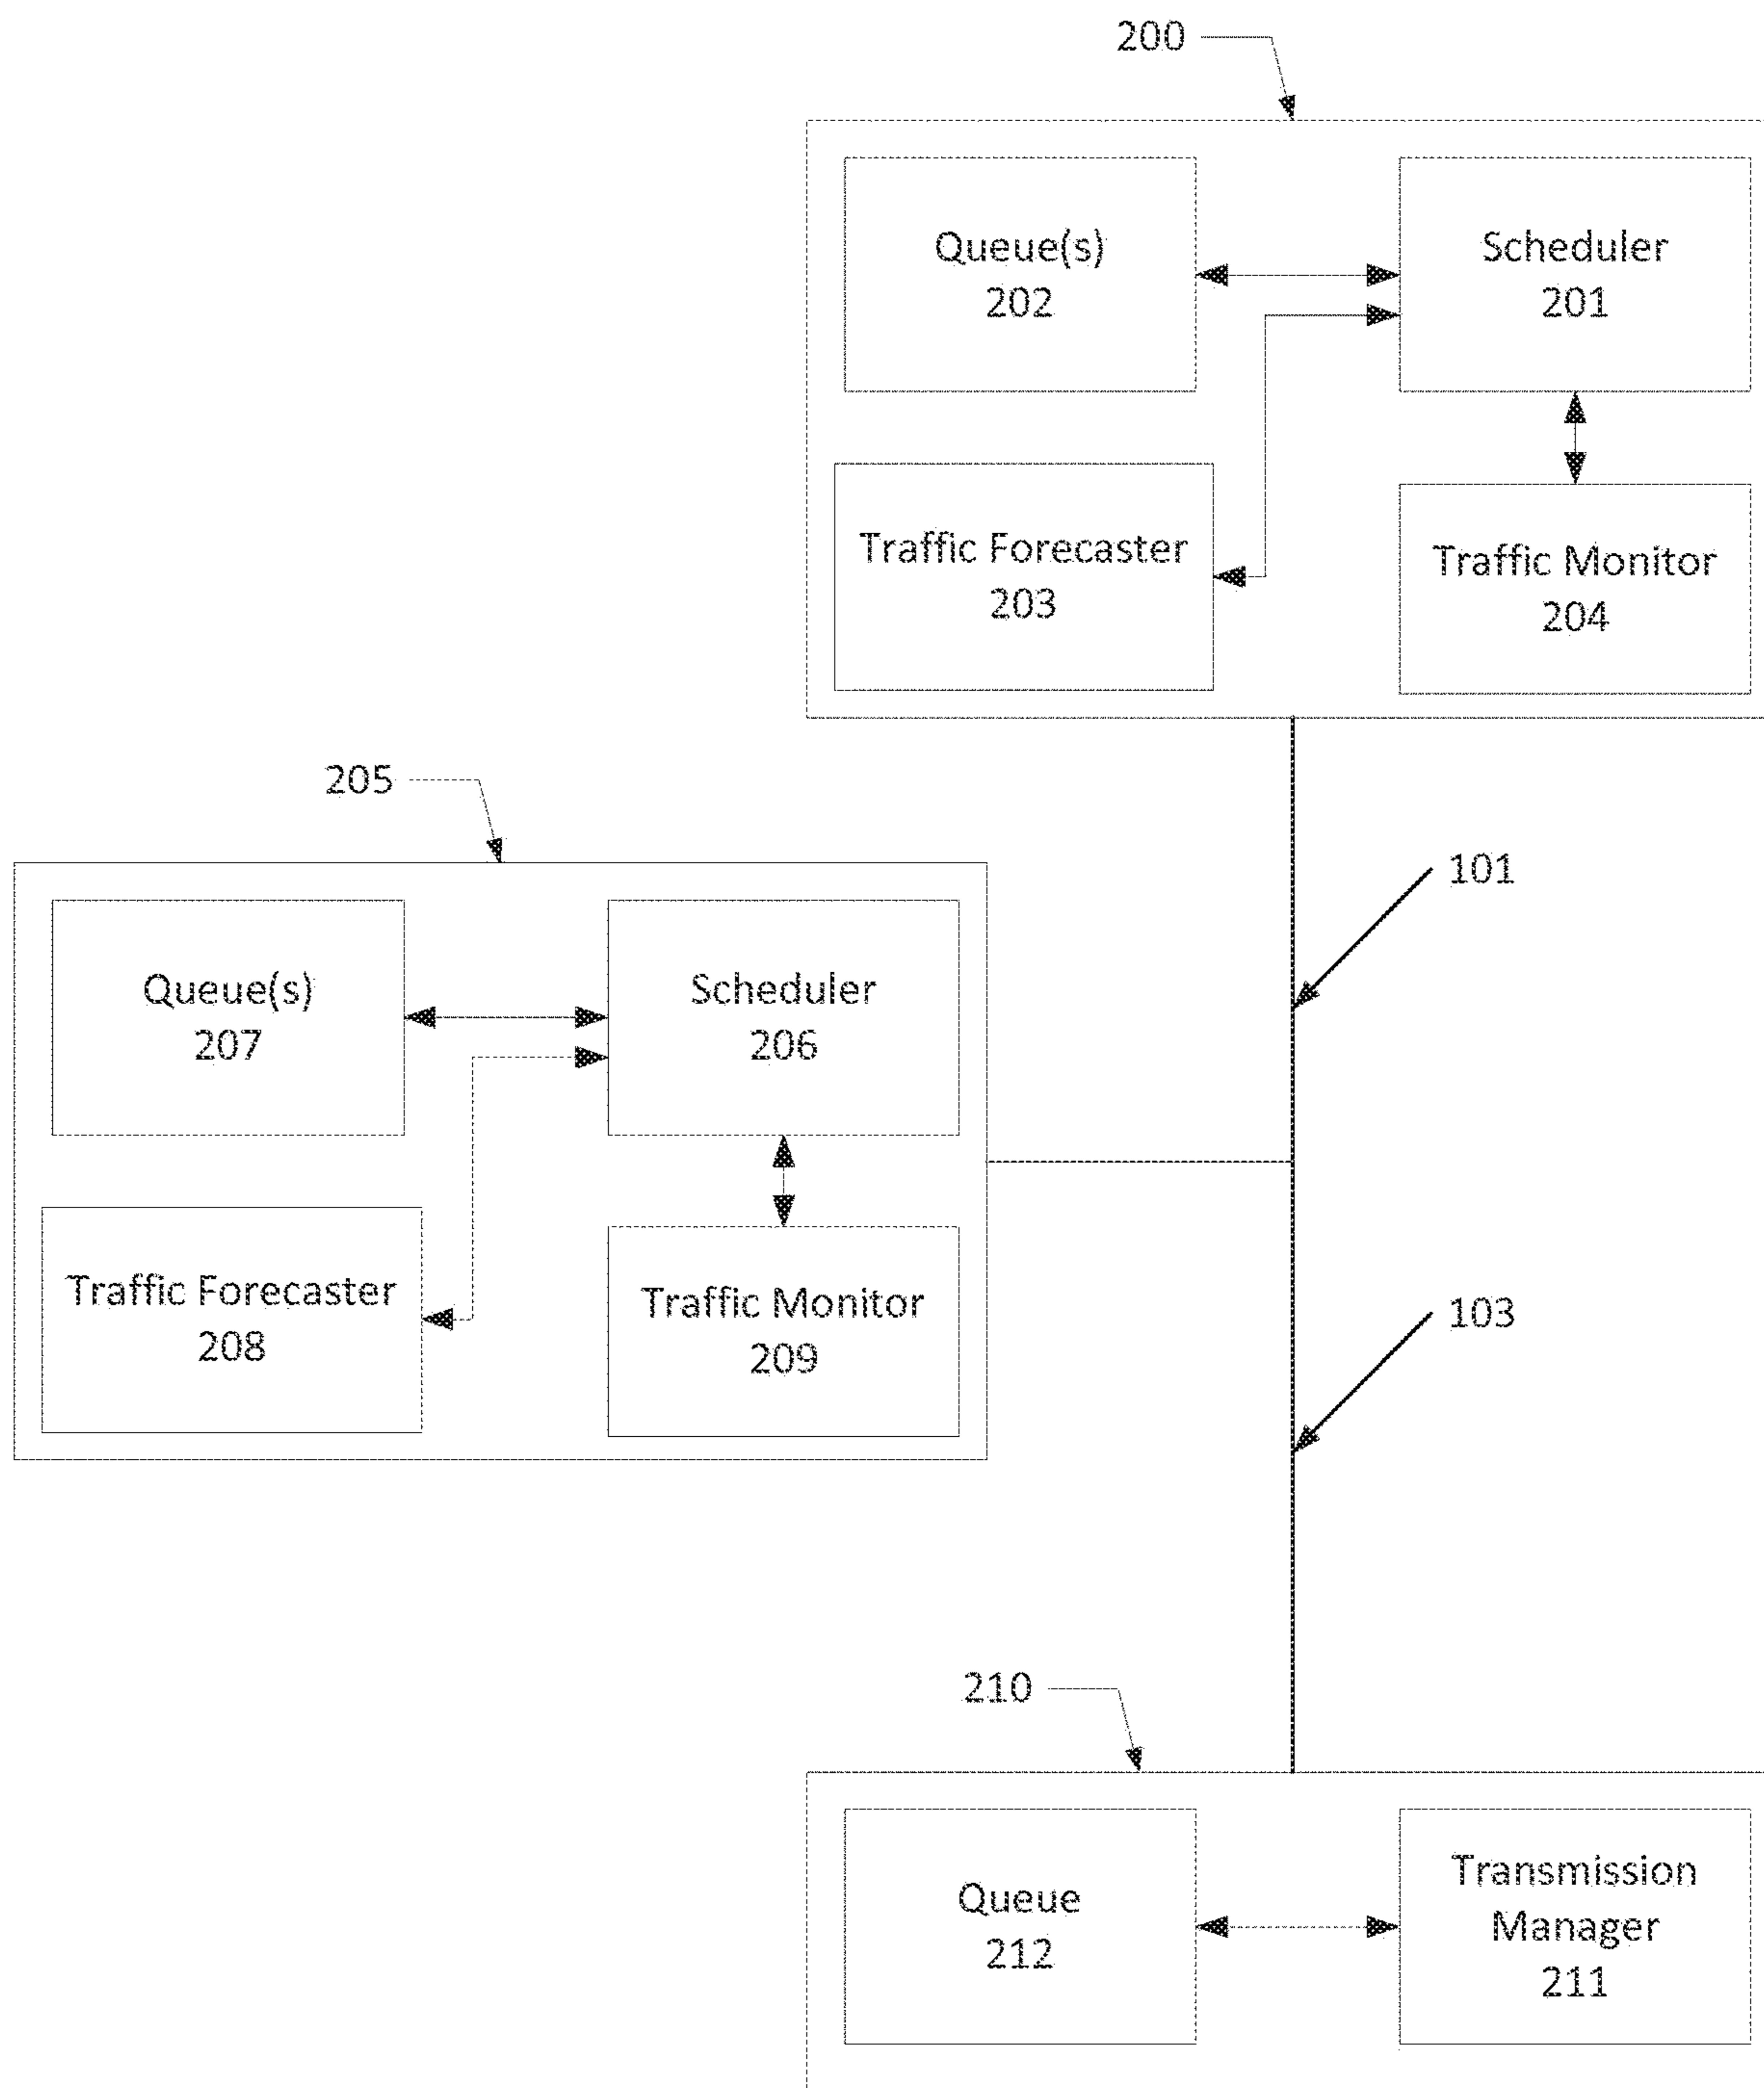 200
Queue(s)
202
Scheduler
201
Traffic Forecaster
203
Traffic Monitor
204
205
101
Queue(s)
207
Scheduler
206
Traffic Forecaster
208
Traffic Monitor
209
103
210
Queue
212
Transmission
Manager
211